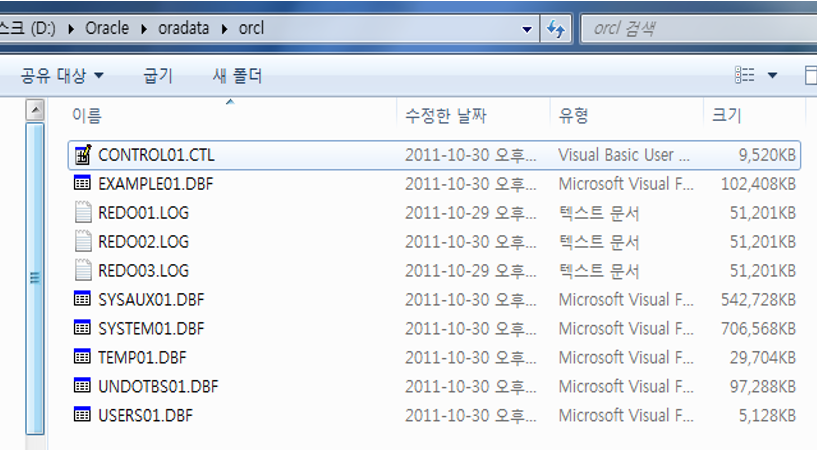 스크 (D:) ▸ Oracle ▸ oradata ▸ orcl orcl 검색
공유 대상 ▼ 굽기 새 폴더
이름 수정한 날짜 유형 크기
CONTROL01.CTL 2011-10-30 오후... Visual Basic User ... 9,520KB
EXAMPLE01.DBF 2011-10-30 오후... Microsoft Visual F... 102,408KB
REDO01.LOG 2011-10-29 오후... 텍스트 문서 51,201KB
REDO02.LOG 2011-10-30 오후... 텍스트 문서 51,201KB
REDO03.LOG 2011-10-29 오후... 텍스트 문서 51,201KB
SYSAUX01.DBF 2011-10-30 오후... Microsoft Visual F... 542,728KB
SYSTEM01.DBF 2011-10-30 오후... Microsoft Visual F... 706,568KB
TEMP01.DBF 2011-10-30 오후... Microsoft Visual F... 29,704KB
UNDOTBS01.DBF 2011-10-30 오후... Microsoft Visual F... 97,288KB
USERS01.DBF 2011-10-30 오후... Microsoft Visual F... 5,128KB